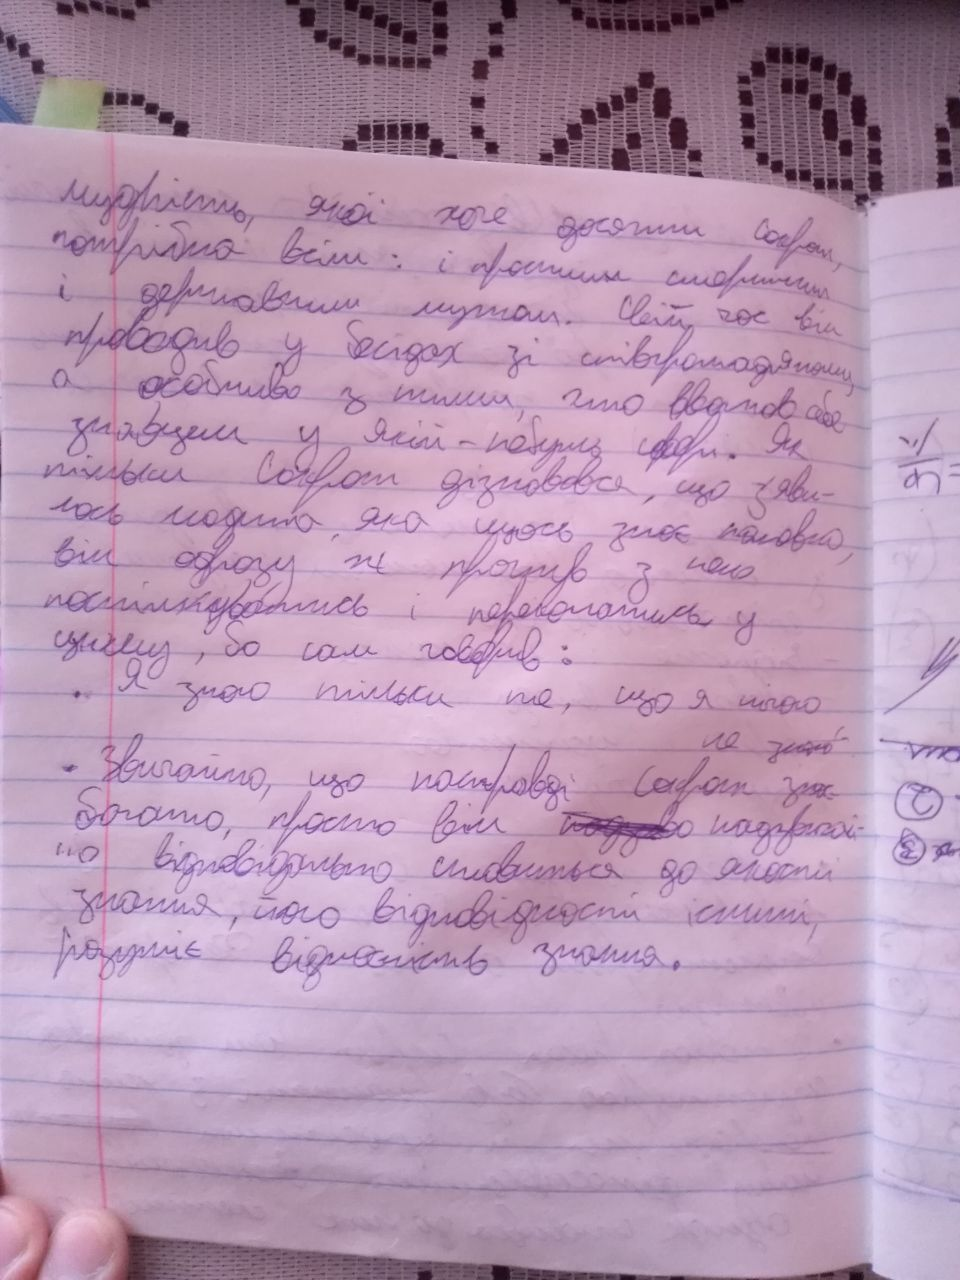 мудрість, якої хоче досягти Сократ,
потрібна всім: і простим смертним
і державним мужам. Свій час він
проводив у бесідах зі співгромадянами,
а особливо з тими, хто вважав себе
знавцем у якій-небудь сфері. Як
тільки Сократ дізнавався, що з'яви-
лась людина, яка щось знає напевно,
він одразу ж прагнув з нею
поспілкуватись і переконатись у
цьому, бо сам говорив:
. Я знаю тільки те, що я нічого
не знаю
. Звичайно, що насправді Сократ знає
багато, просто він надзвичай-
но відповідально ставиться до якості
знання, його відповідності істині,
розуміє відносність знання.